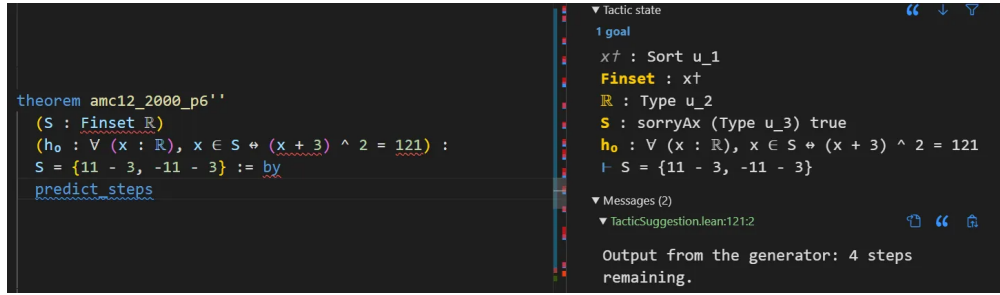 theorem amc12_2000_p6''
(S : Finset ℝ)
(h₀ : ∀ (x : ℝ), x ∈ S ↔ (x + 3) ^ 2 = 121) :
S = {11 - 3, -11 - 3} := by
predict_steps
Tactic state
1 goal
x† : Sort u_1
Finset : x†
ℝ : Type u_2
S : sorryAx (Type u_3) true
h₀ : ∀ (x : ℝ), x ∈ S ↔ (x + 3) ^ 2 = 121
⊢ S = {11 - 3, -11 - 3}
Messages (2)
TacticSuggestion.lean:121:2
Output from the generator: 4 steps
remaining.